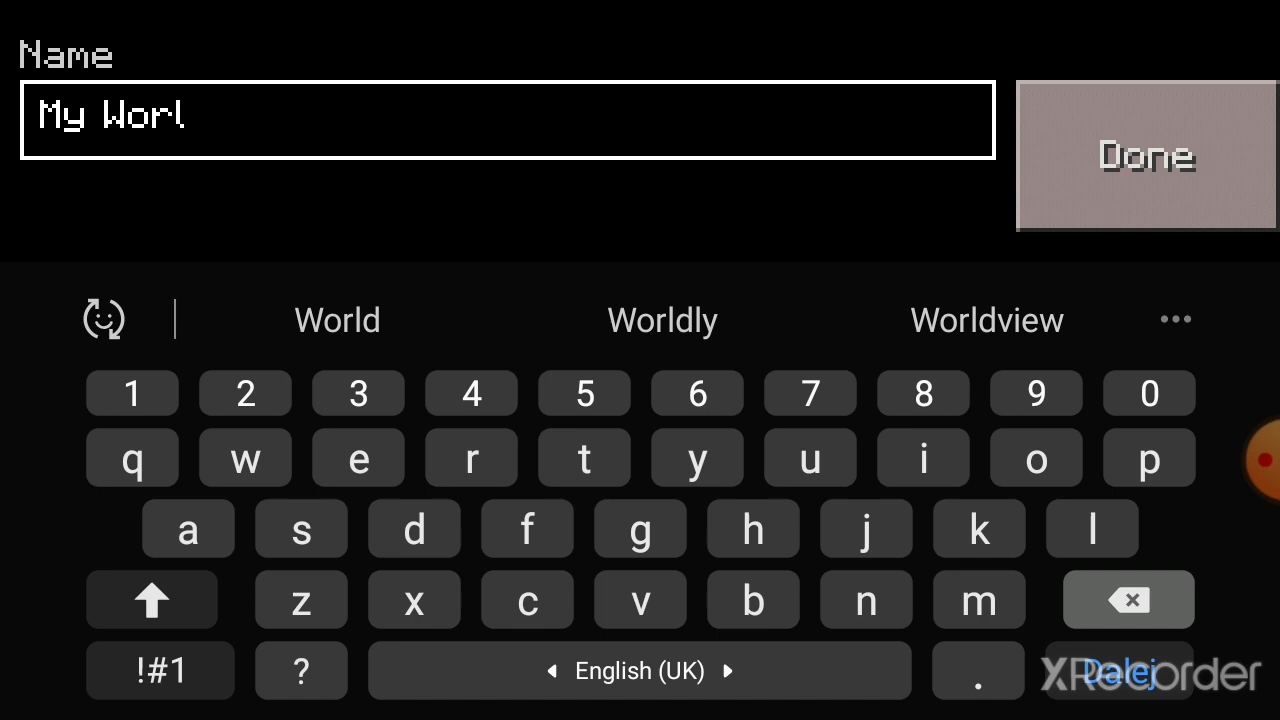 Name
My Worl
Done
World Worldly Worldview
1 2 3 4 5 6 7 8 9 0
q w e r t y u i o p
a s d f g h j k l
z x c v b n m
!#1 ? English (UK) . Dalej
XRecorder